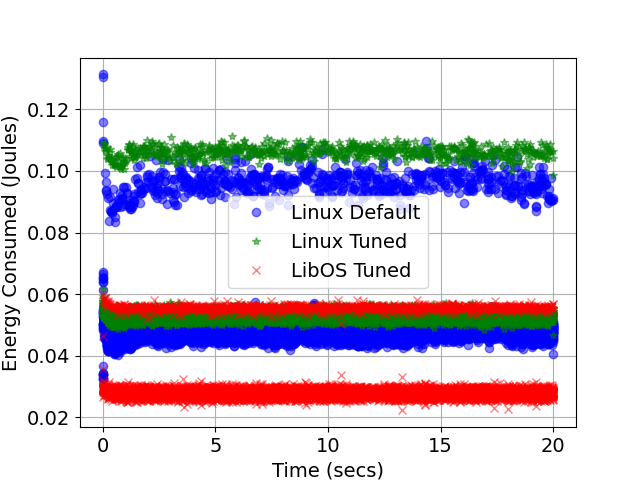 Energy Consumed (Joules)
0.12
0.10
0.08
0.06
0.04
0.02
Linux Default
Linux Tuned
LibOS Tuned
0 5 10 15 20
Time (secs)